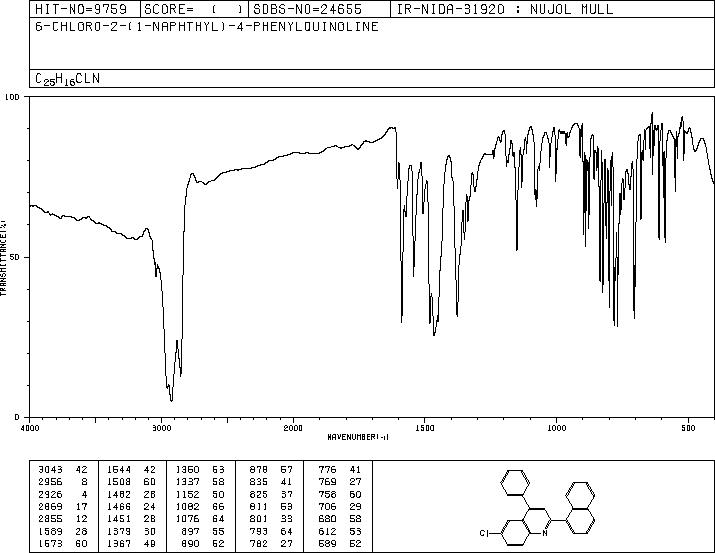 HIT-NO=9759 SCORE= ( ) SDBS-NO=24655 IR-NIDA-31920 : NUJOL MULL
6-CHLORO-2-(1-NAPHTHYL)-4-PHENYLQUINOLINE
C25H16CLN
100
50
0
TRANSMITTANCE(%)
4000 3000 2000 1500 1000 500
WAVENUMBER(-1)
3043 42 1544 42 1350 53 878 57 776 41
2956 8 1508 60 1337 58 835 41 769 27
2926 4 1482 28 1152 50 825 37 758 60
2869 17 1466 24 1082 66 811 59 706 29
2855 12 1451 28 1076 64 801 33 680 58
1589 28 1379 30 897 55 793 64 612 53
1573 60 1367 49 890 52 782 27 589 52
Cl N